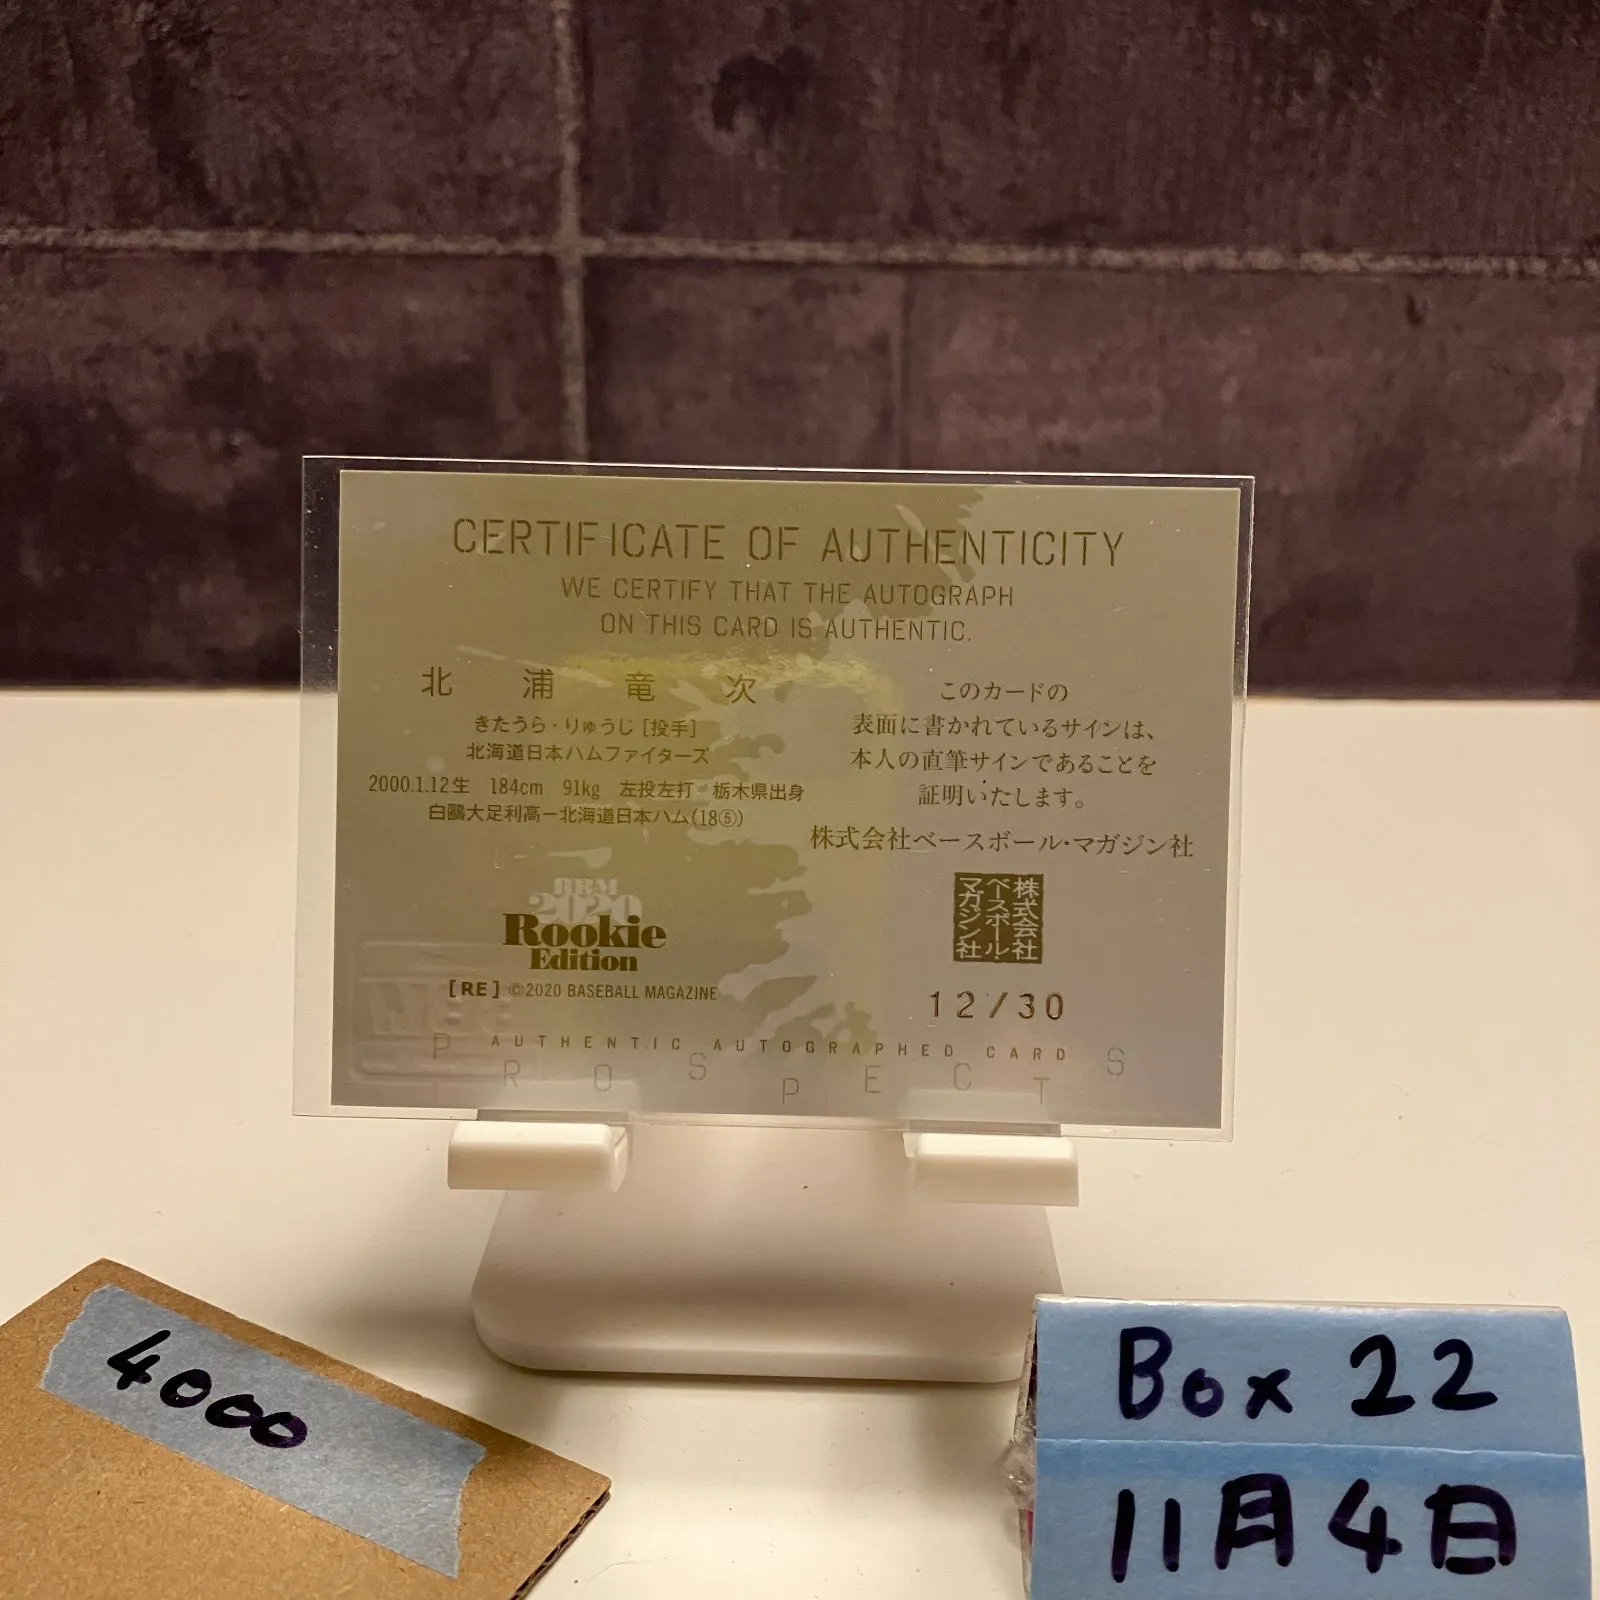 CERTIFICATE OF AUTHENTICITY
WE CERTIFY THAT THE AUTOGRAPH
ON THIS CARD IS AUTHENTIC.
北浦竜次
きたうら・りゅうじ [投手]
北海道日本ハムファイターズ
2000.1.12生 184cm 91kg 左投左打 栃木県出身
白鷗大足利高ー北海道日本ハム(18⑤)
このカードの
表面に書かれているサインは、
本人の直筆サインであることを
証明いたします。
株式会社ベースボール・マガジン社
株式会社
ベースボール
マガジン社
BBM
2020
Rookie
Edition
[RE] ©2020 BASEBALL MAGAZINE
12/30
AUTHENTIC AUTOGRAPHED CARD
PROSPECTS
4000
Box 22
11月4日